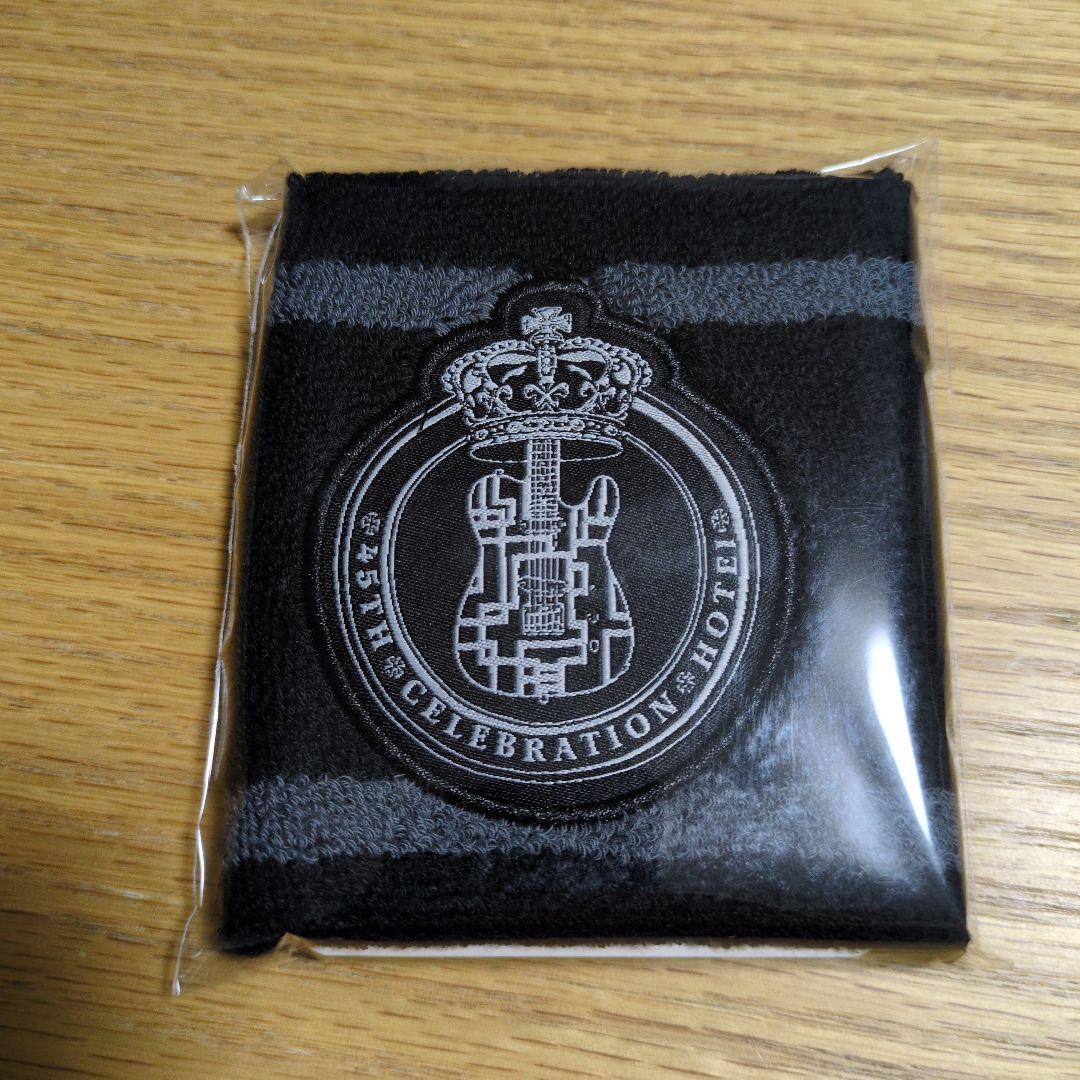 ❊ 45TH ❊ CELEBRATION ❊ HOTEI ❊